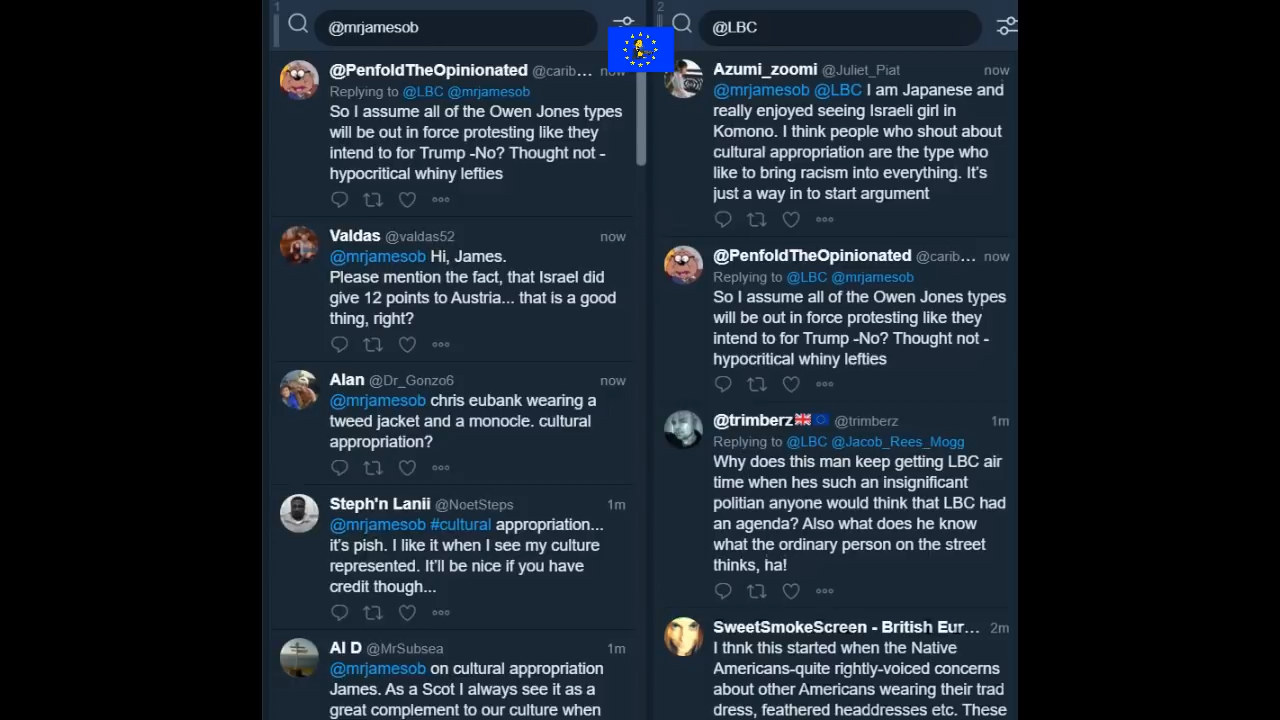 1
@mrjamesob
@PenfoldTheOpinionated @carib... now
Replying to @LBC @mrjamesob
So I assume all of the Owen Jones types
will be out in force protesting like they
intend to for Trump -No? Thought not -
hypocritical whiny lefties
Valdas @valdas52 now
@mrjamesob Hi, James.
Please mention the fact, that Israel did
give 12 points to Austria... that is a good
thing, right?
Alan @Dr_Gonzo6 now
@mrjamesob chris eubank wearing a
tweed jacket and a monocle. cultural
appropriation?
Steph'n Lanii @NoetSteps 1m
@mrjamesob #cultural appropriation...
it's pish. I like it when I see my culture
represented. It'll be nice if you have
credit though...
Al D @MrSubsea 1m
@mrjamesob on cultural appropriation
James. As a Scot I always see it as a
great complement to our culture when
2
@LBC
Azumi_zoomi @Juliet_Piat now
@mrjamesob @LBC I am Japanese and
really enjoyed seeing Israeli girl in
Komono. I think people who shout about
cultural appropriation are the type who
like to bring racism into everything. It's
just a way in to start argument
@PenfoldTheOpinionated @carib... now
Replying to @LBC @mrjamesob
So I assume all of the Owen Jones types
will be out in force protesting like they
intend to for Trump -No? Thought not -
hypocritical whiny lefties
@trimberz @trimberz 1m
Replying to @LBC @Jacob_Rees_Mogg
Why does this man keep getting LBC air
time when hes such an insignificant
politian anyone would think that LBC had
an agenda? Also what does he know
what the ordinary person on the street
thinks, ha!
SweetSmokeScreen - British Eur... 2m
I thnk this started when the Native
Americans-quite rightly-voiced concerns
about other Americans wearing their trad
dress, feathered headdresses etc. These